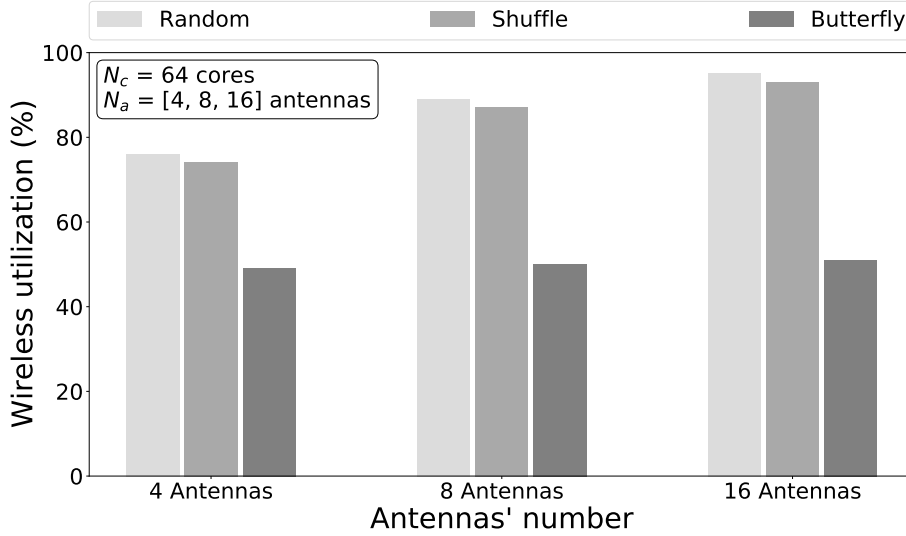 Random Shuffle Butterfly
100
N_c = 64 cores
N_a = [4, 8, 16] antennas
80
60
40
20
0
Wireless utilization (%)
4 Antennas 8 Antennas 16 Antennas
Antennas' number